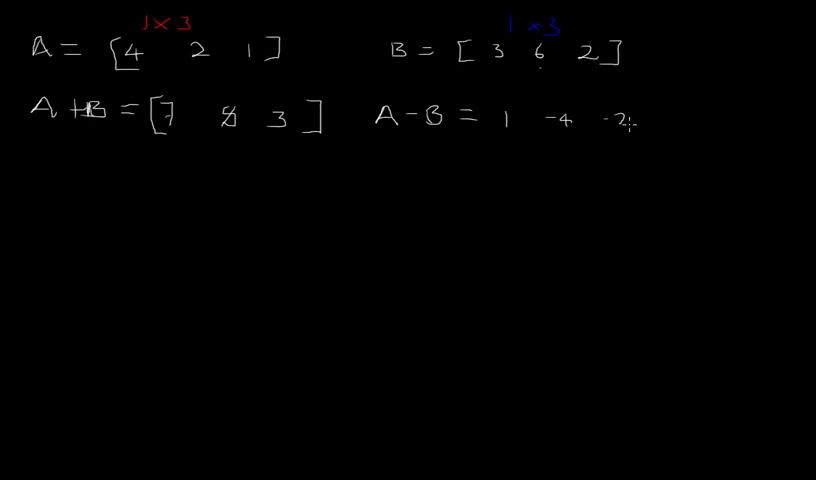 1 × 3 1 × 3
A = [4 2 1] B = [3 6 2]
A+B = [7 8 3] A-B = 1 -4 -2